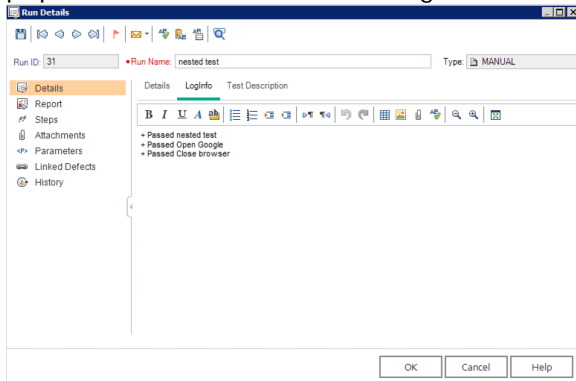 Run Details
Run ID: 31
Run Name: nested test
Type: MANUAL
Details
Report
Steps
Attachments
Parameters
Linked Defects
History
Details LogInfo Test Description
B I U A ab
+ Passed nested test
+ Passed Open Google
+ Passed Close browser
OK Cancel Help